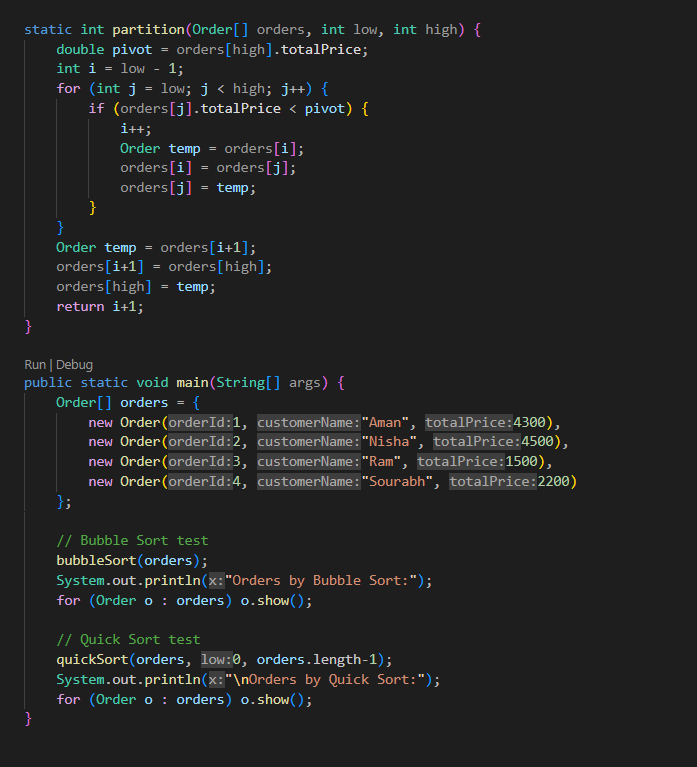 static int partition(Order[] orders, int low, int high) {
    double pivot = orders[high].totalPrice;
    int i = low - 1;
    for (int j = low; j < high; j++) {
        if (orders[j].totalPrice < pivot) {
            i++;
            Order temp = orders[i];
            orders[i] = orders[j];
            orders[j] = temp;
        }
    }
    Order temp = orders[i+1];
    orders[i+1] = orders[high];
    orders[high] = temp;
    return i+1;
}
Run | Debug
public static void main(String[] args) {
    Order[] orders = {
        new Order(orderId:1, customerName:"Aman", totalPrice:4300),
        new Order(orderId:2, customerName:"Nisha", totalPrice:4500),
        new Order(orderId:3, customerName:"Ram", totalPrice:1500),
        new Order(orderId:4, customerName:"Sourabh", totalPrice:2200)
    };
    // Bubble Sort test
    bubbleSort(orders);
    System.out.println(x:"Orders by Bubble Sort:");
    for (Order o : orders) o.show();
    // Quick Sort test
    quickSort(orders, low:0, orders.length-1);
    System.out.println(x:"\nOrders by Quick Sort:");
    for (Order o : orders) o.show();
}